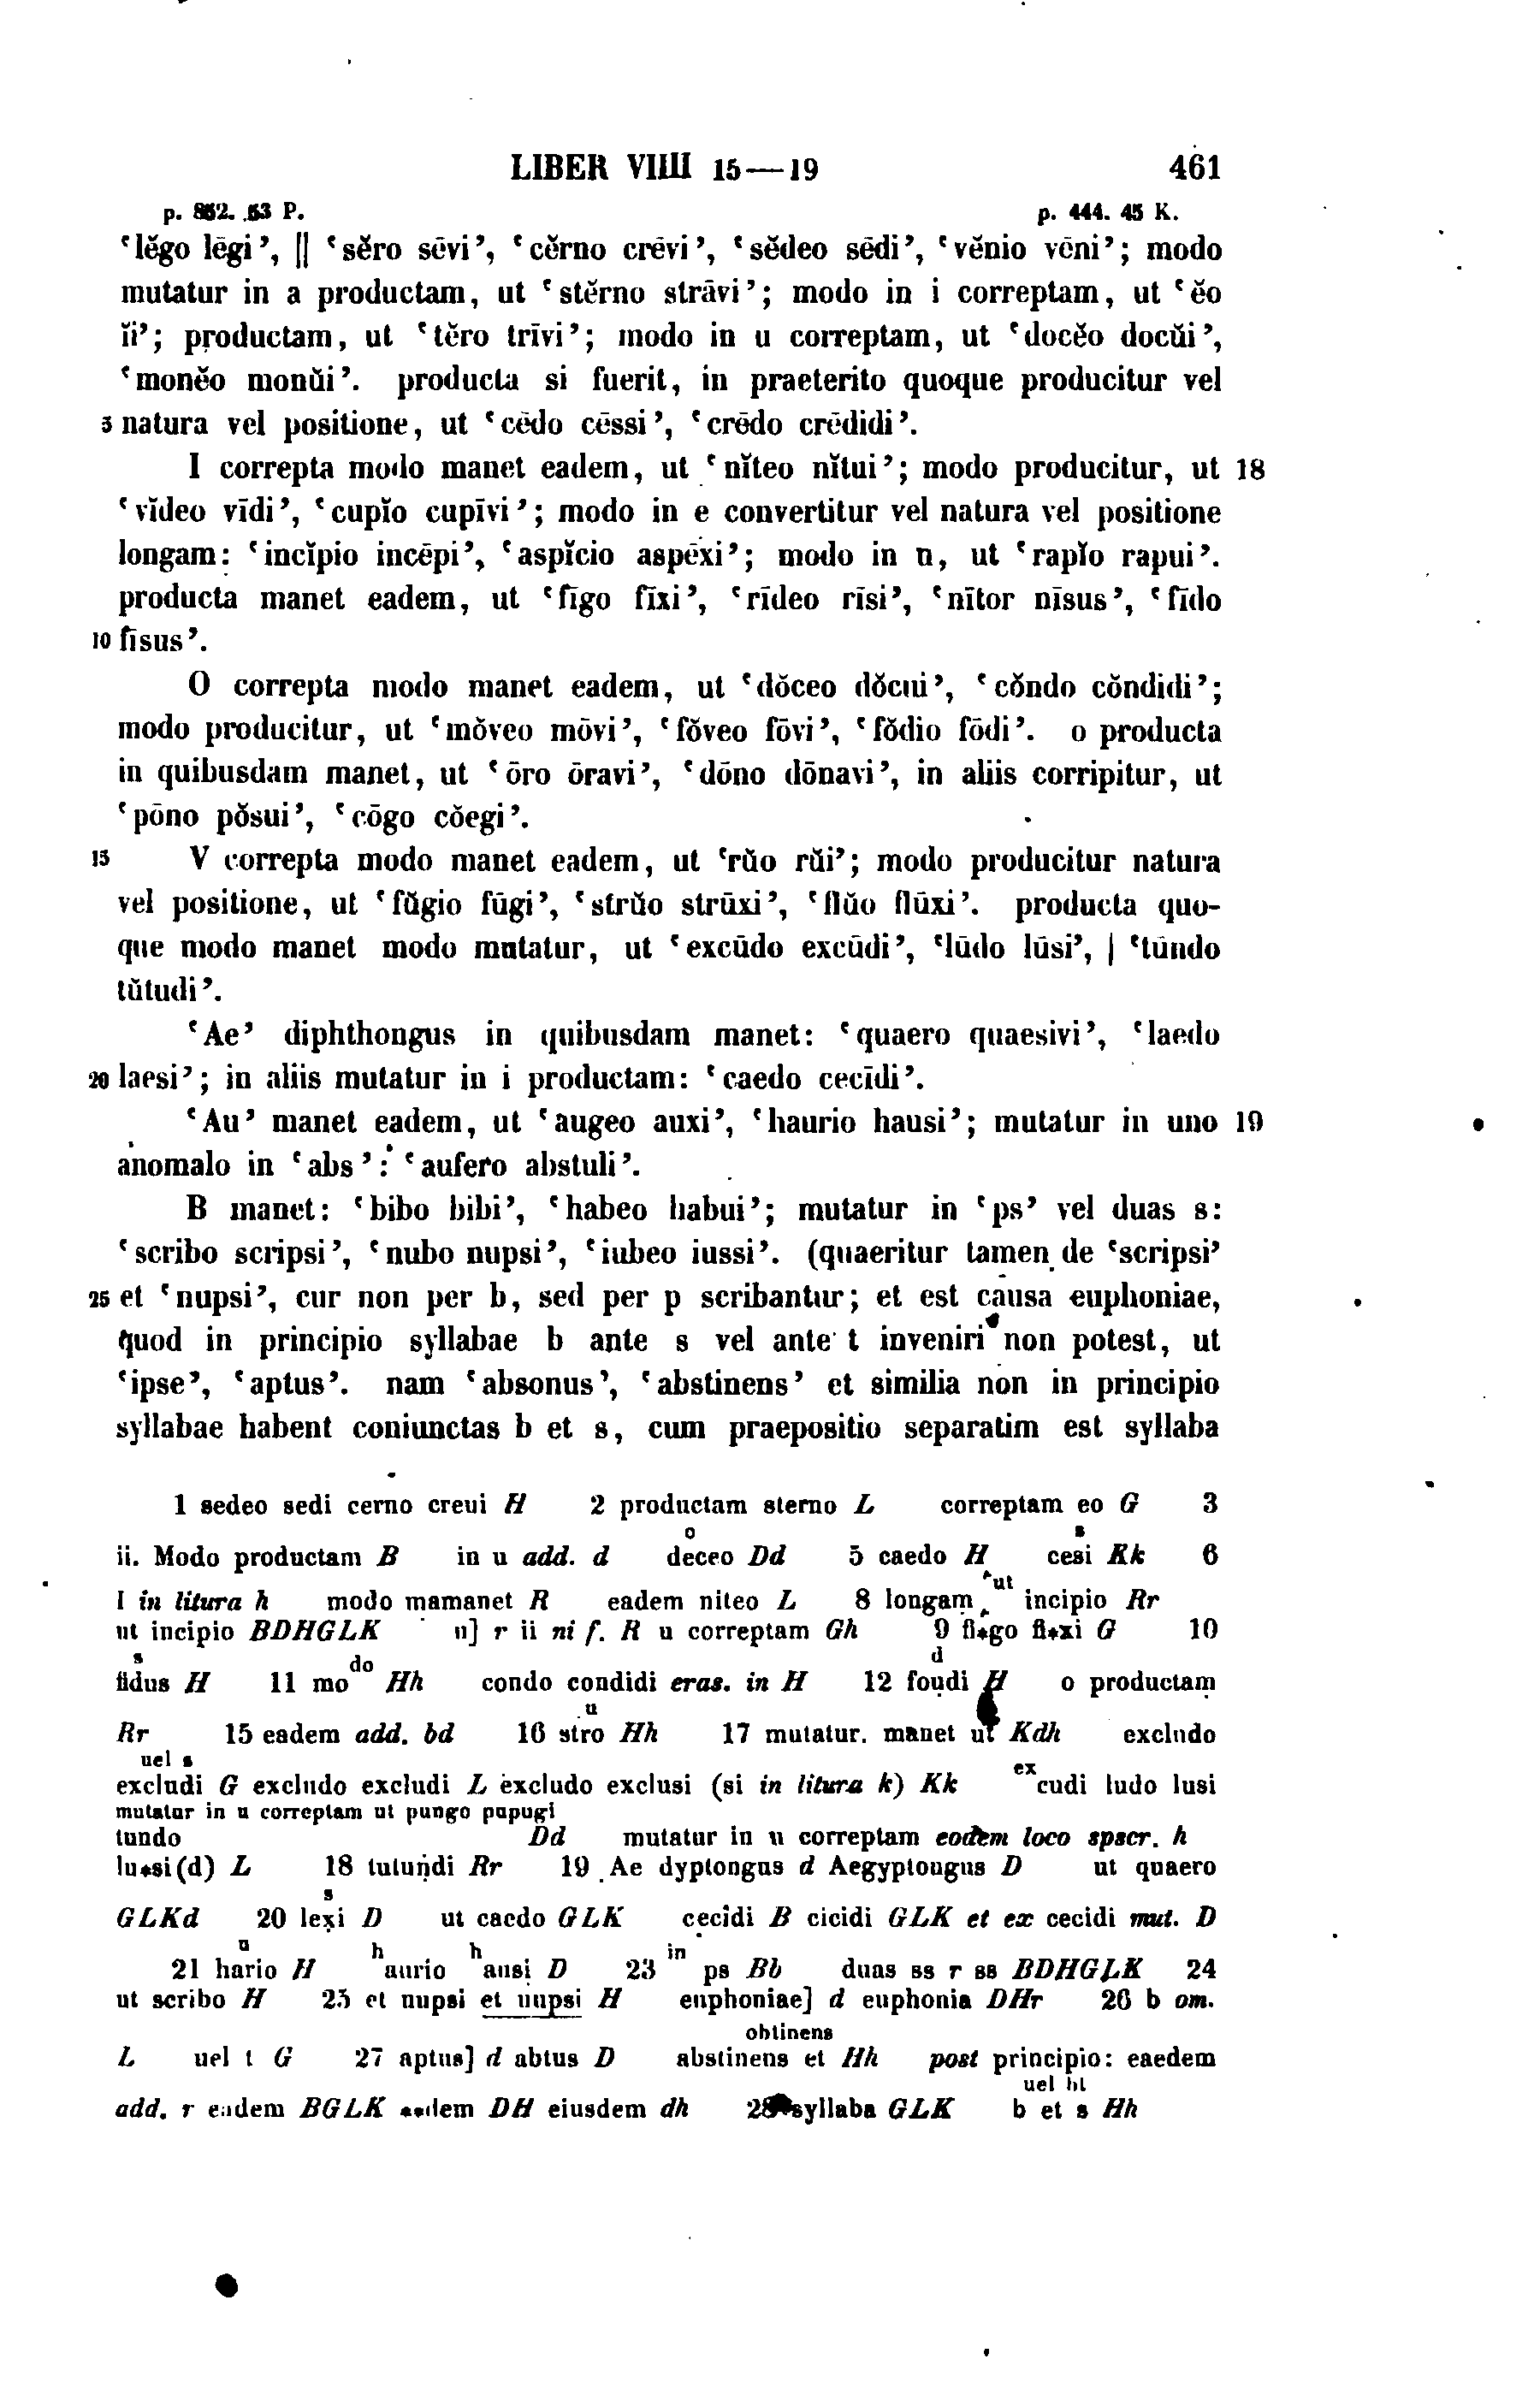 LIBER VIIII 15—19 461
p. 852. 53 P. p. 444. 45 K.
‘lĕgo lēgi’, || ‘sĕro sēvi’, ‘cĕrno crēvi’, ‘sĕdeo sēdi’, ‘vĕnio vēni’; modo
mutatur in a productam, ut ‘stĕrno strāvi’; modo in i correptam, ut ‘ĕo
ĭi’; productam, ut ‘tĕro trīvi’; modo in u correptam, ut ‘docĕo docŭi’,
‘monĕo monŭi’. producta si fuerit, in praeterito quoque producitur vel
5 natura vel positione, ut ‘cēdo cēssi’, ‘crēdo crēdidi’.
I correpta modo manet eadem, ut ‘nĭteo nĭtui’; modo producitur, ut 18
‘vĭdeo vīdi’, ‘cupĭo cupīvi’; modo in e convertitur vel natura vel positione
longam: ‘incĭpio incēpi’, ‘aspĭcio aspēxi’; modo in u, ut ‘rapĭo rapui’.
producta manet eadem, ut ‘fīgo fīxi’, ‘rīdeo rīsi’, ‘nītor nīsus’, ‘fīdo
10 fīsus’.
O correpta modo manet eadem, ut ‘dŏceo dŏcui’, ‘cŏndo cŏndidi’;
modo producitur, ut ‘mŏveo mōvi’, ‘fŏveo fōvi’, ‘fŏdio fōdi’. o producta
in quibusdam manet, ut ‘ōro ōravi’, ‘dōno dōnavi’, in aliis corripitur, ut
‘pōno pŏsui’, ‘cōgo cŏegi’.
15 V correpta modo manet eadem, ut ‘rŭo rŭi’; modo producitur natura
vel positione, ut ‘fŭgio fūgi’, ‘strŭo strūxi’, ‘flŭo flūxi’. producta quo-
que modo manet modo mutatur, ut ‘excūdo excūdi’, ‘lūdo lūsi’, | ‘tūndo
tŭtudi’.
‘Ae’ diphthongus in quibusdam manet: ‘quaero quaesivi’, ‘laedo
20 laesi’; in aliis mutatur in i productam: ‘caedo cecīdi’.
‘Au’ manet eadem, ut ‘augeo auxi’, ‘haurio hausi’; mutatur in uno 19
anomalo in ‘abs’: ‘aufero abstuli’.
B manet: ‘bibo bibi’, ‘habeo habui’; mutatur in ‘ps’ vel duas s:
‘scribo scripsi’, ‘nubo nupsi’, ‘iubeo iussi’. (quaeritur tamen de ‘scripsi’
25 et ‘nupsi’, cur non per b, sed per p scribantur; et est causa euphoniae,
quod in principio syllabae b ante s vel ante t inveniri non potest, ut
‘ipse’, ‘aptus’. nam ‘absonus’, ‘abstinens’ et similia non in principio
syllabae habent coniunctas b et s, cum praepositio separatim est syllaba
1 sedeo sedi cerno creui H 2 productam sterno L correptam eo G 3
o s
ii. Modo productam B in u add. d deceo Dd 5 caedo H cesi Kk 6
ut
I in litura h modo mamanet R eadem niteo L 8 longam incipio Rr
ut incipio BDHGLK u] r ii ni f. R u correptam Gh 9 fi*go fi*xi G 10
s do d
fidus H 11 mo Hh condo condidi eras. in H 12 foudi H o productam
u
Rr 15 eadem add. bd 16 stro Hh 17 mutatur. manet ut Kdh excludo
uel s ex
excludi G excludo excludi L excludo exclusi (si in litura k) Kk cudi ludo lusi
mutatur in u correptam ut pungo pupugi
tundo Dd mutatur in u correptam eodem loco spscr. h
lu*si(d) L 18 tutundi Rr 19 Ae dyptongus d Aegyptougus D ut quaero
s
GLKd 20 lexi D ut caedo GLK cecidi B cicidi GLK et ex cecidi mut. D
u h h in
21 hario H aurio ausi D 23 ps Bb duas ss r ss BDHGLK 24
ut scribo H 25 et nupsi et nupsi H euphoniae] d euphonia DHr 26 b om.
obtinens
L uel t G 27 aptus] d abtus D abstinens et Hh post principio: eaedem
uel bt
add. r eadem BGLK **dem DH eiusdem dh 28 syllaba GLK b et s Hh